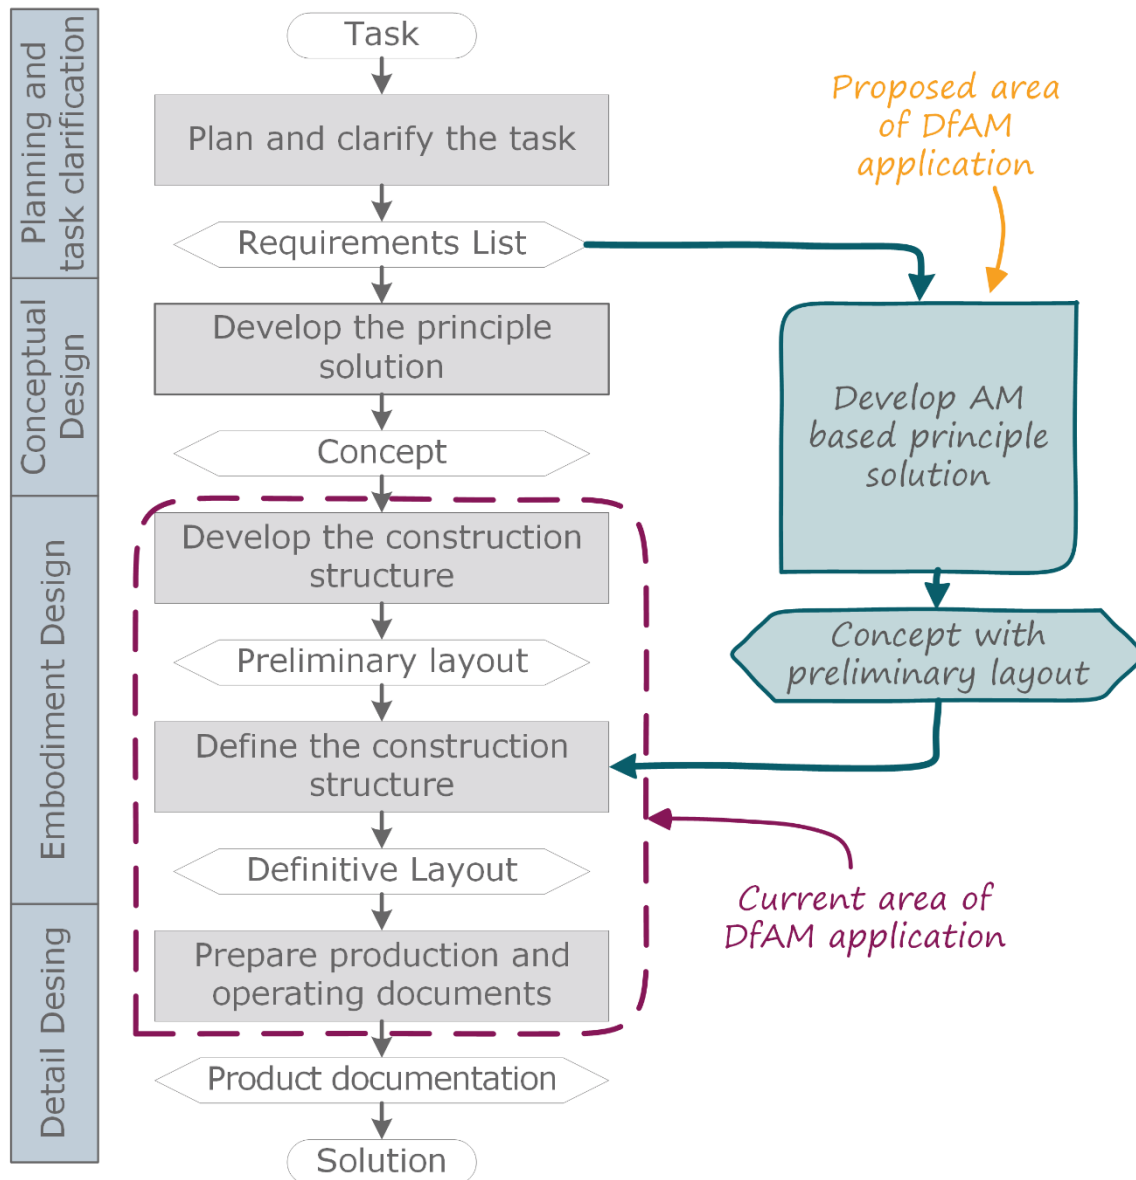 Planning and
task clarification
Conceptual
Design
Embodiment Design
Detail Desing
Task
Plan and clarify the task
Requirements List
Develop the principle
solution
Concept
Develop the construction
structure
Preliminary layout
Define the construction
structure
Definitive Layout
Prepare production and
operating documents
Product documentation
Solution
Proposed area
of DfAM
application
Develop AM
based principle
solution
Concept with
preliminary layout
Current area of
DfAM application